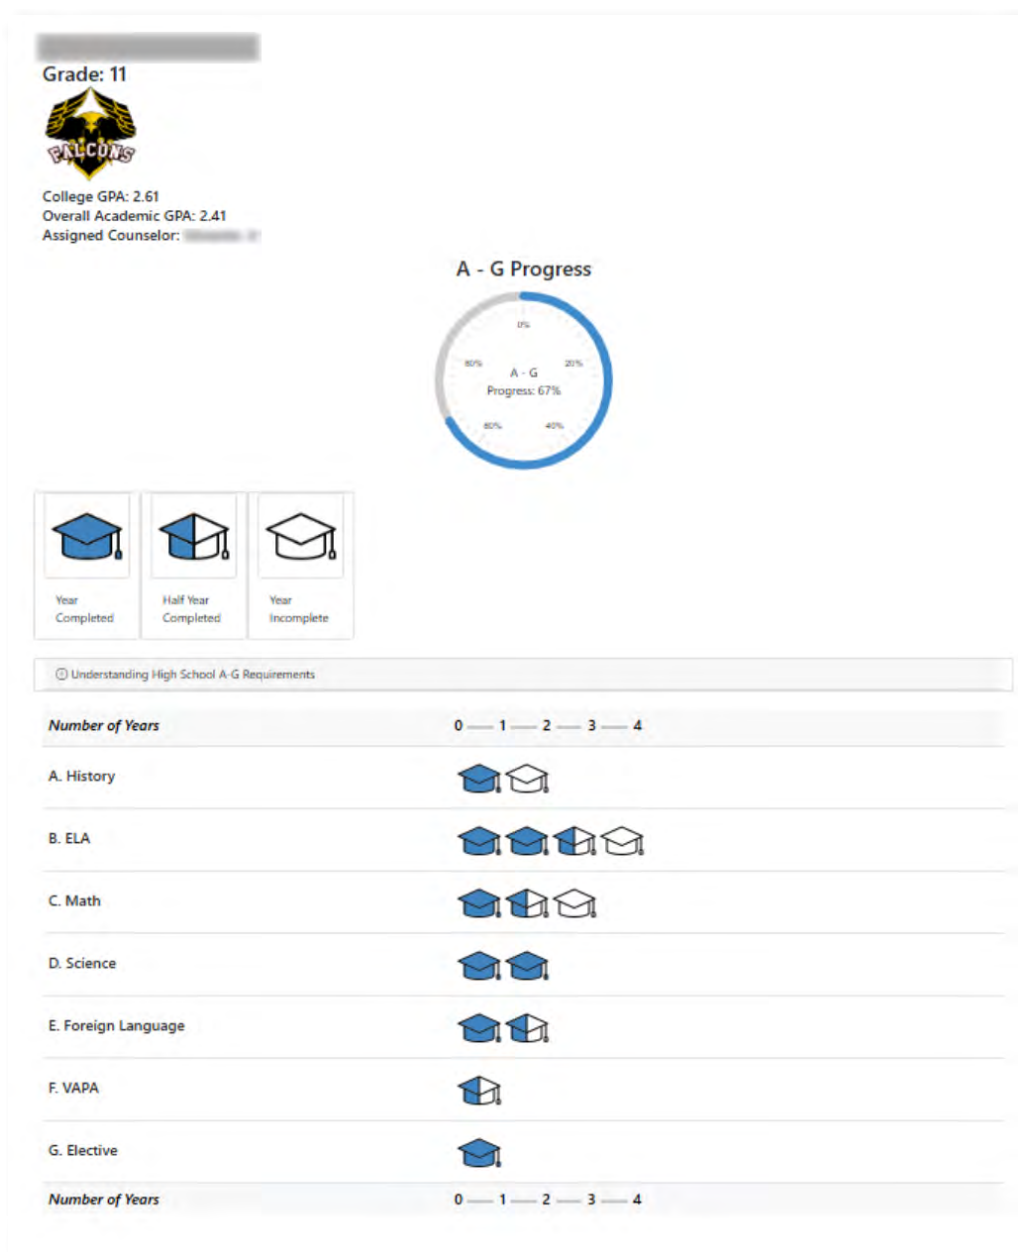 Grade: 11
FALCONS
College GPA: 2.61
Overall Academic GPA: 2.41
Assigned Counselor:
A - G Progress
0%
80% 20%
A - G
Progress: 67%
60% 40%
Year Completed
Half Year Completed
Year Incomplete
Understanding High School A-G Requirements
Number of Years 0 1 2 3 4
A. History
B. ELA
C. Math
D. Science
E. Foreign Language
F. VAPA
G. Elective
Number of Years 0 1 2 3 4